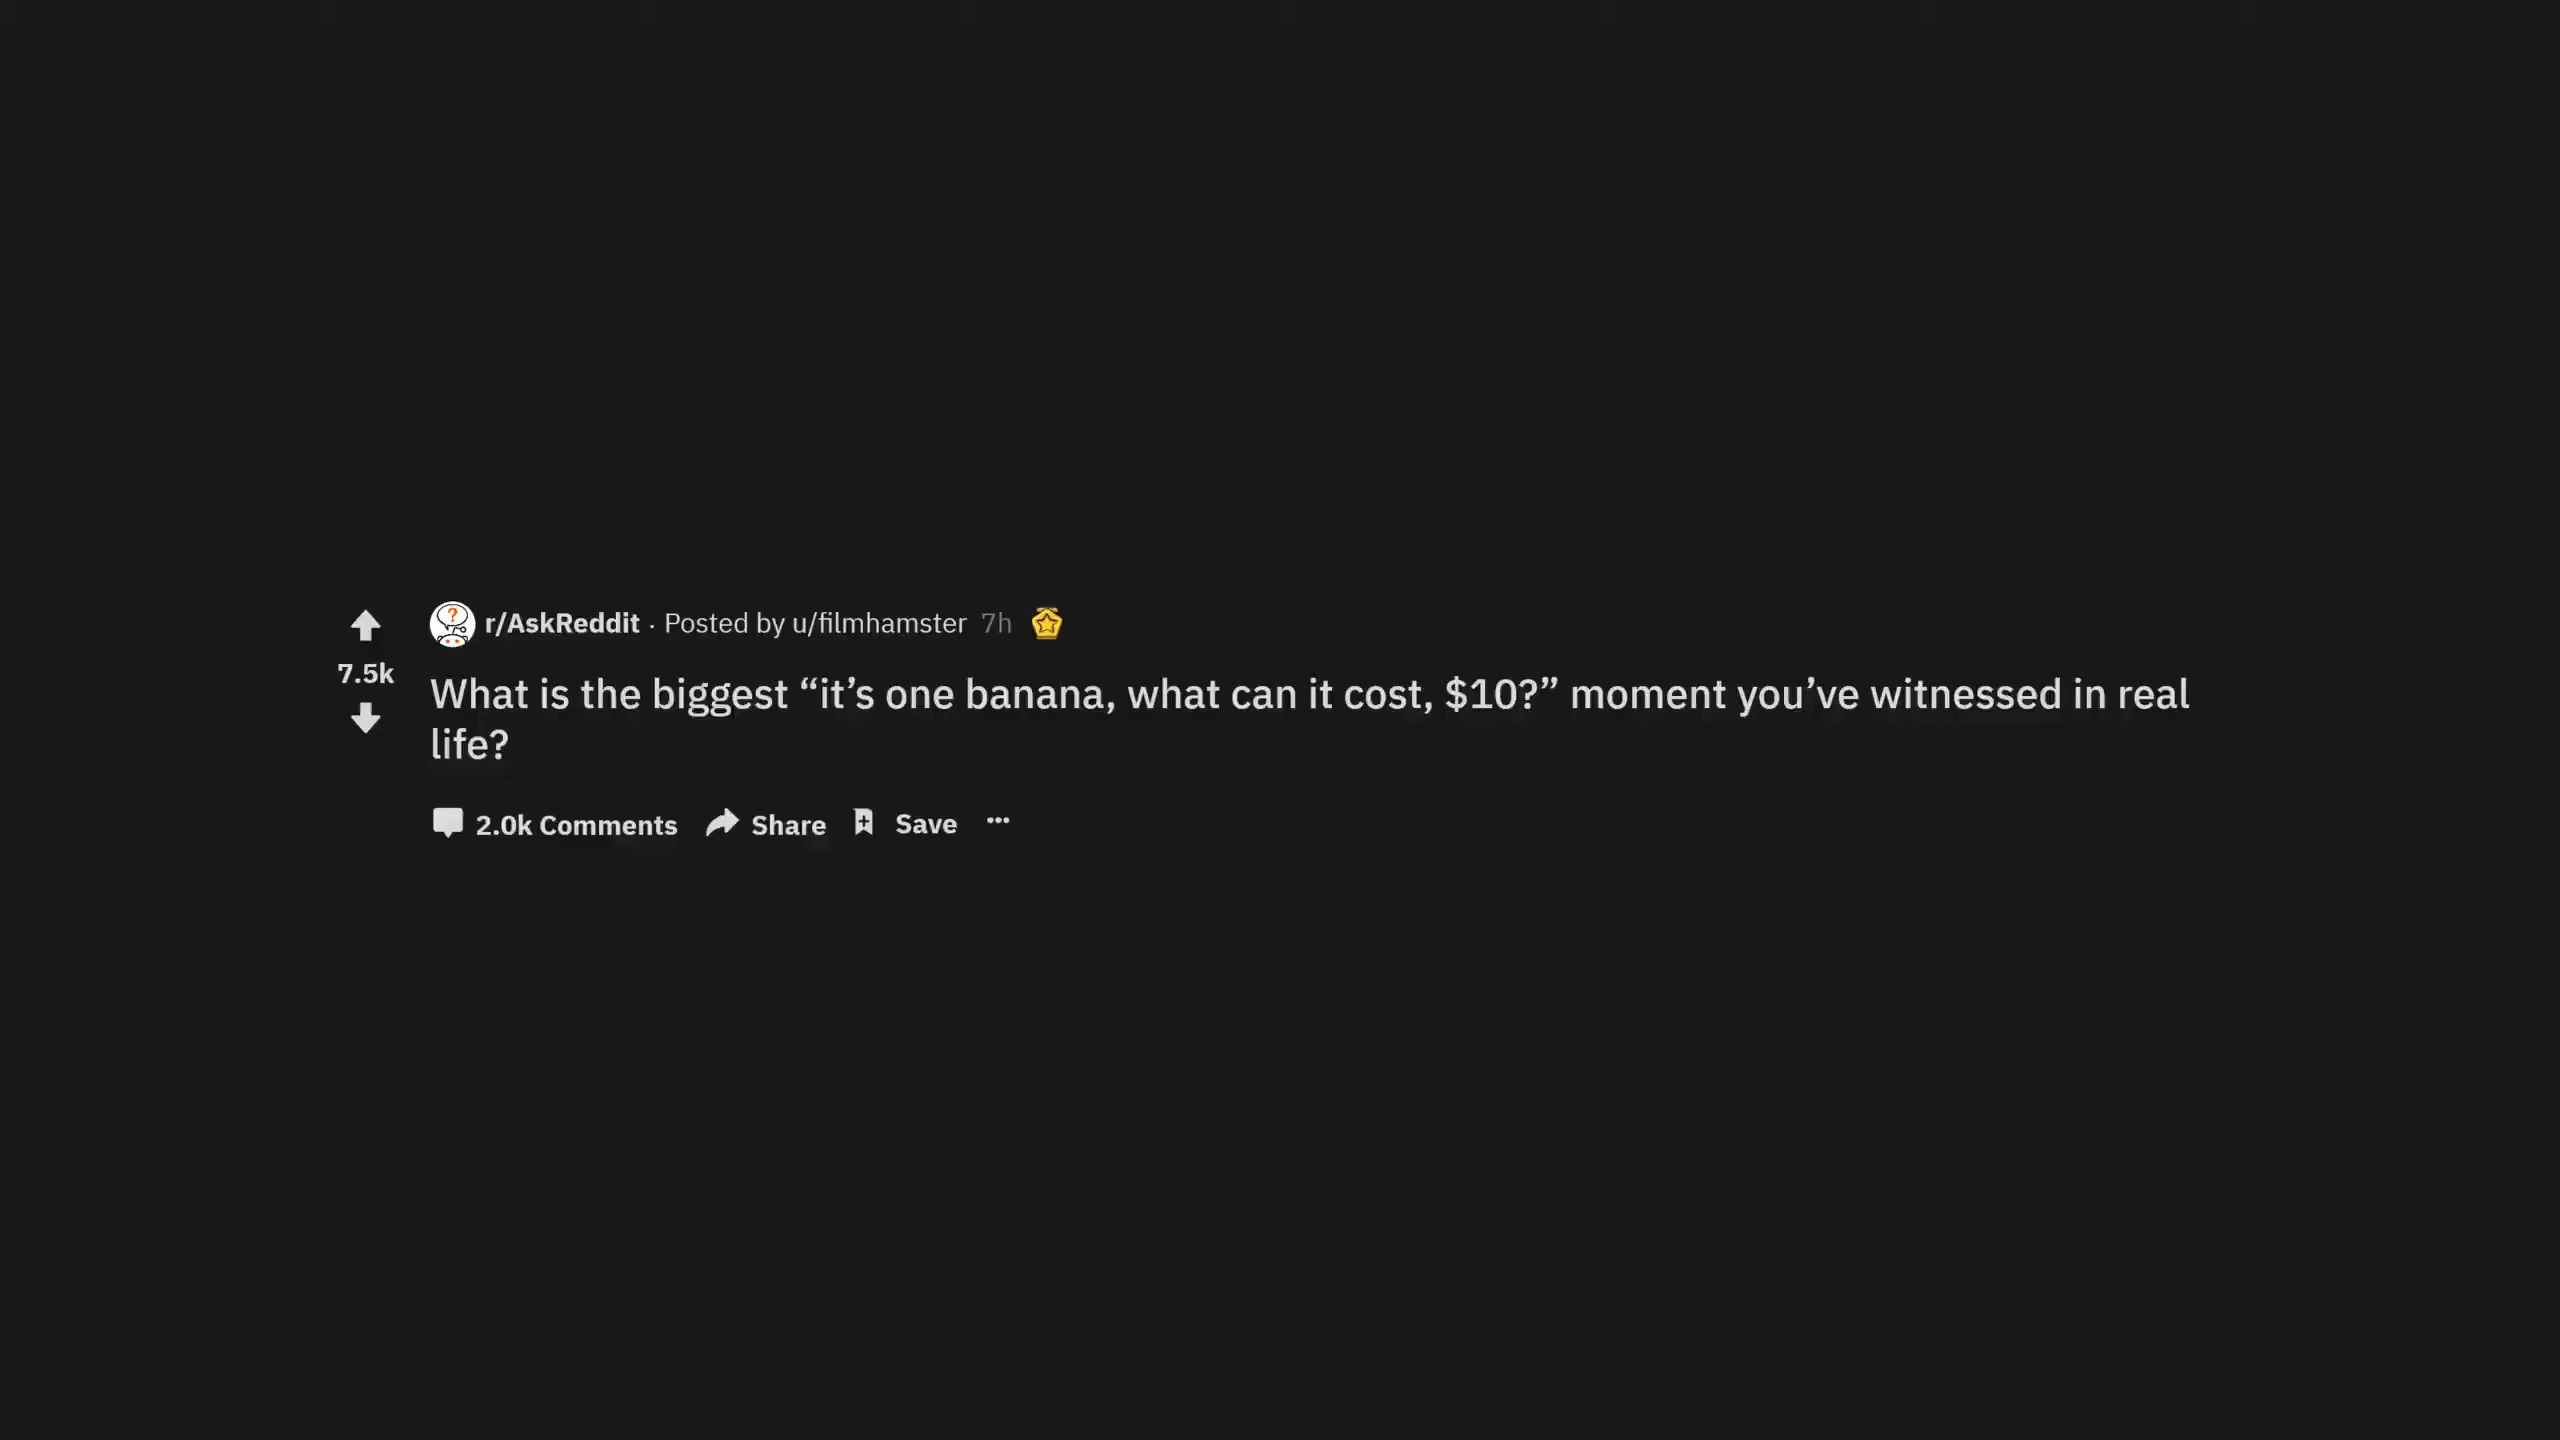 r/AskReddit · Posted by u/filmhamster 7h
7.5k
What is the biggest “it’s one banana, what can it cost, $10?” moment you’ve witnessed in real
life?
2.0k Comments Share Save ···